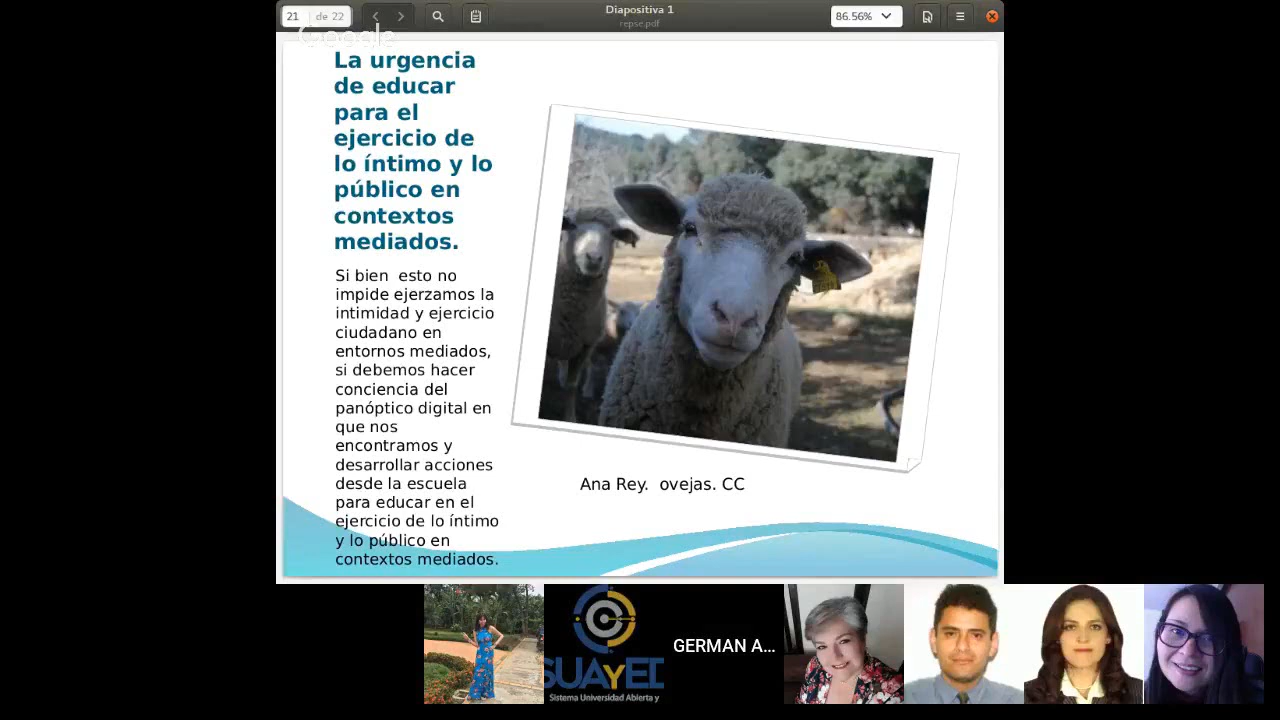 21 de 22
Diapositiva 1
repse.pdf
86.56%
Google
La urgencia
de educar
para el
ejercicio de
lo íntimo y lo
público en
contextos
mediados.
Si bien esto no
impide ejerzamos la
intimidad y ejercicio
ciudadano en
entornos mediados,
si debemos hacer
conciencia del
panóptico digital en
que nos
encontramos y
desarrollar acciones
desde la escuela
para educar en el
ejercicio de lo íntimo
y lo público en
contextos mediados.
Ana Rey. ovejas. CC
SUAyED
Sistema Universidad Abierta y
GERMAN A...